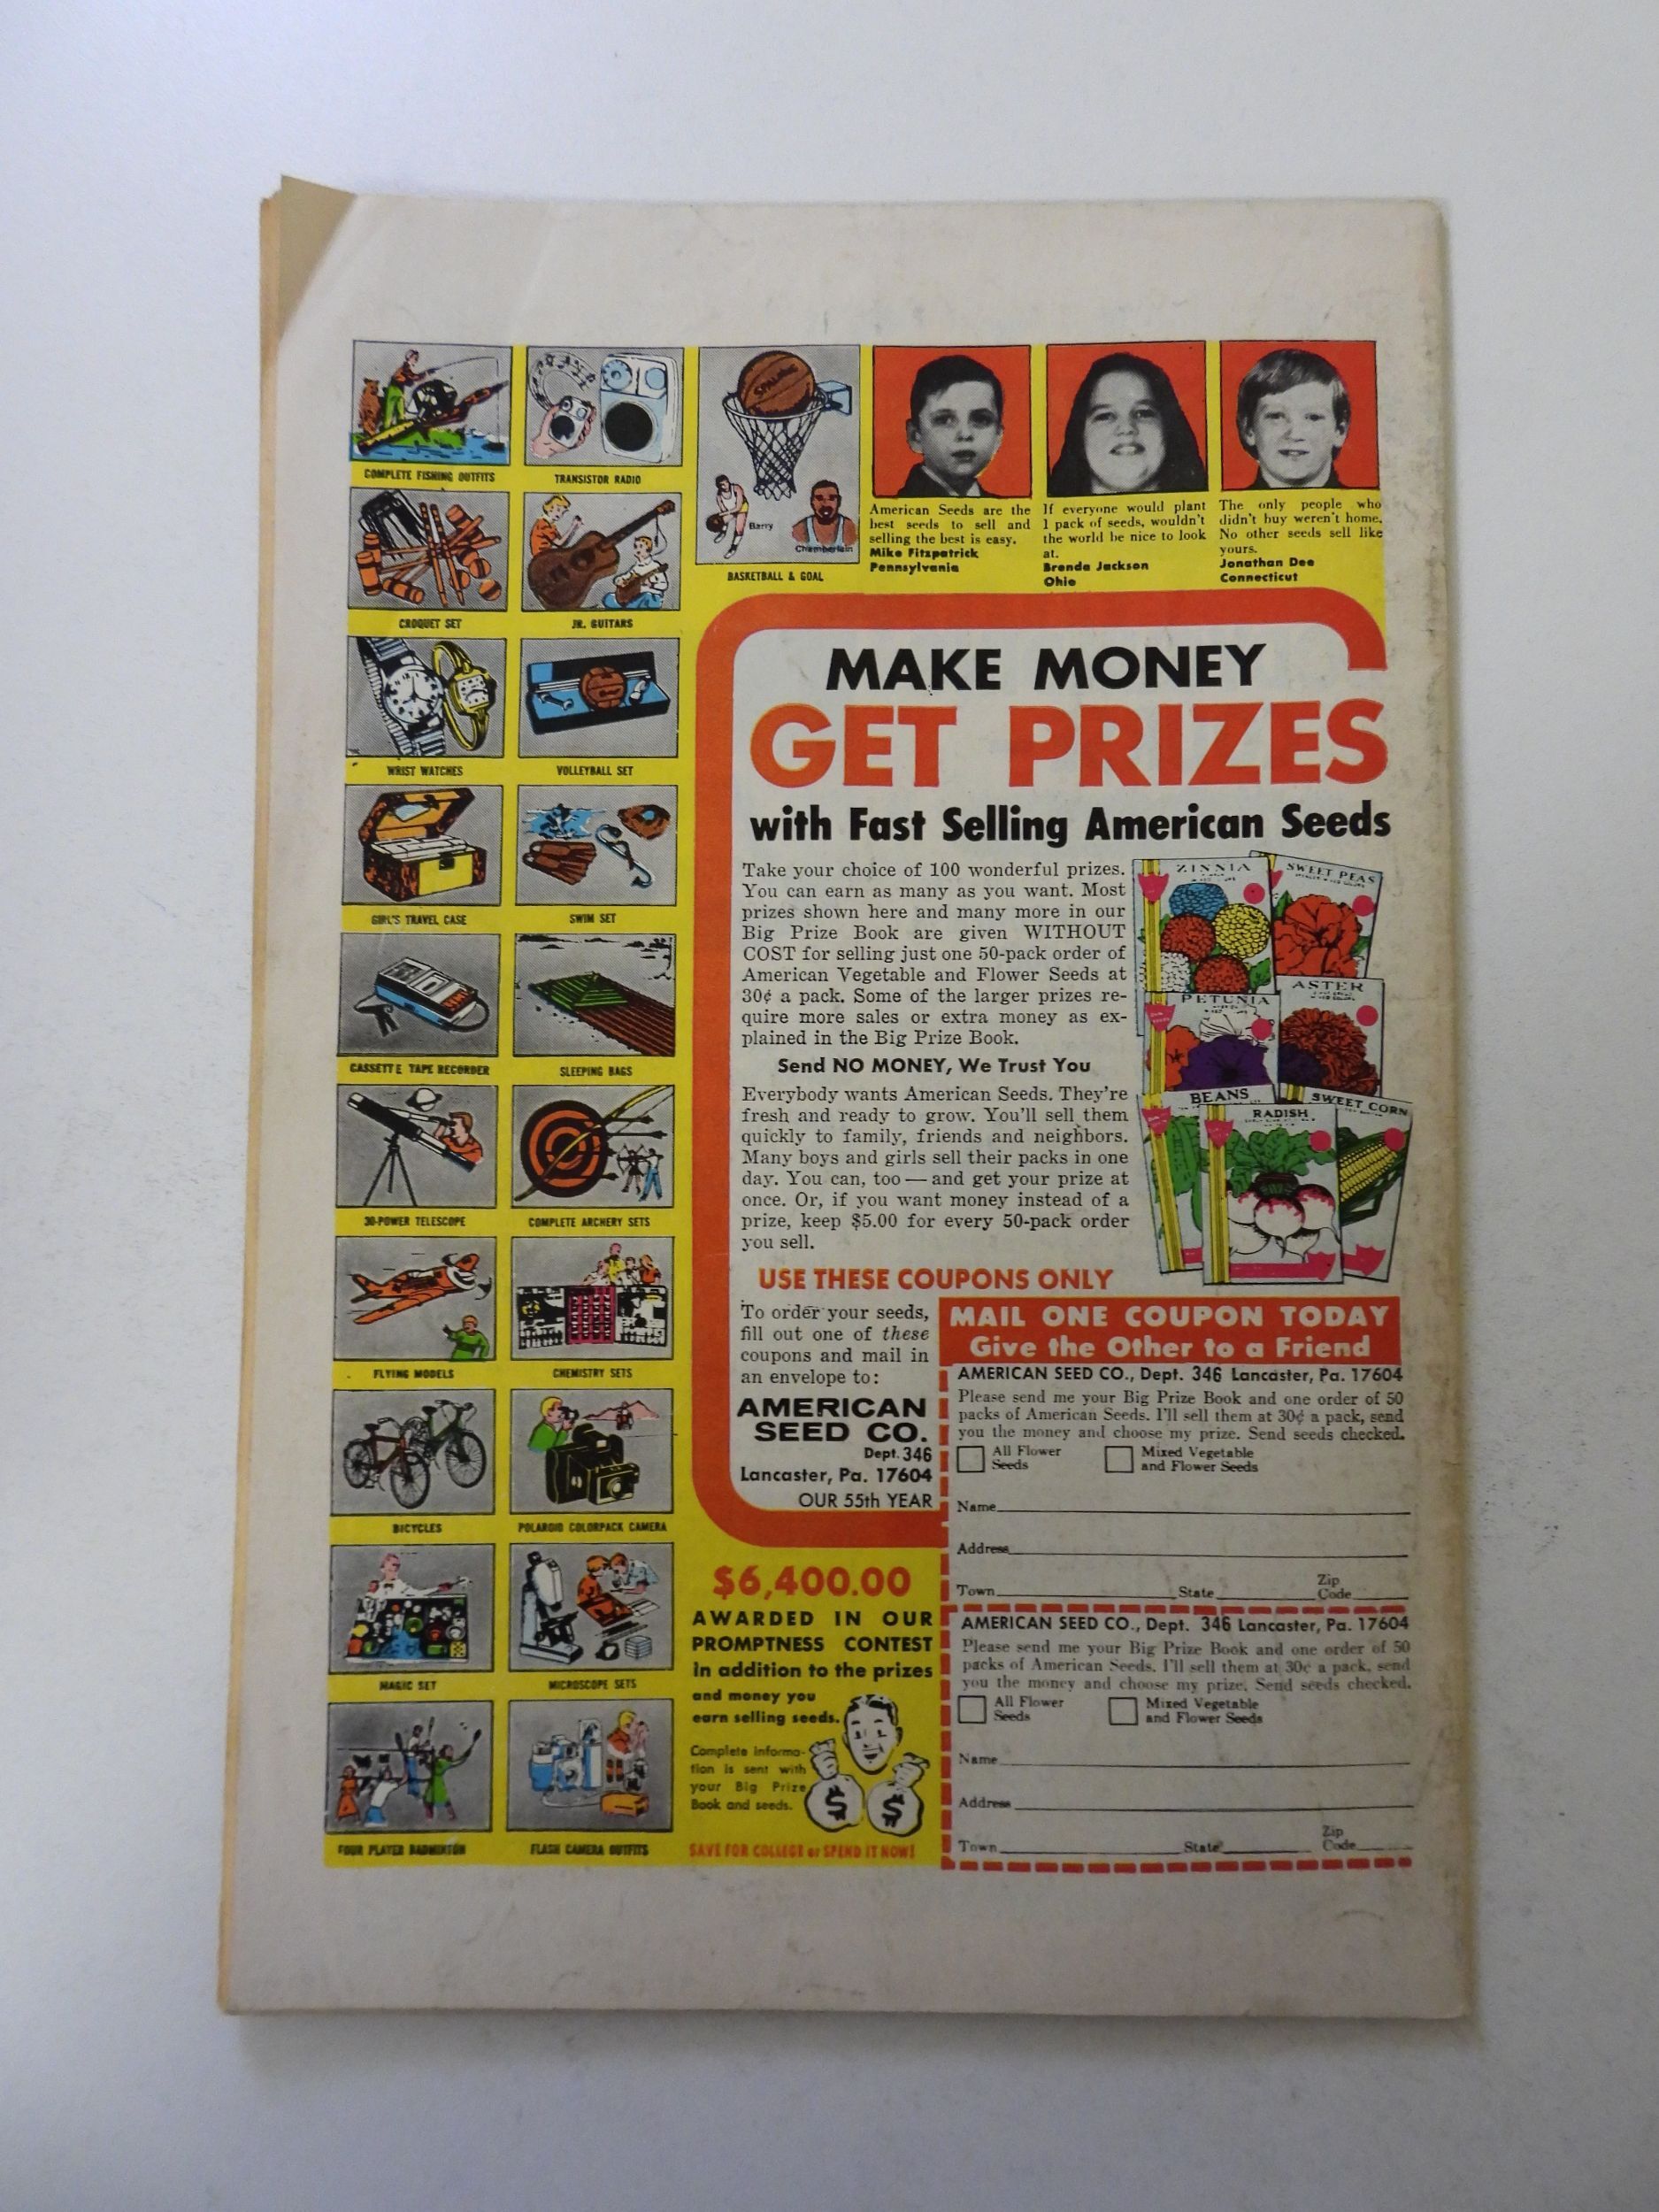 COMPLETE FISHING OUTFITS
TRANSISTOR RADIO
SPALDING
Barry
Chamberlain
BASKETBALL & GOAL
CROQUET SET
JR. GUITARS
WRIST WATCHES
VOLLEYBALL SET
GIRL'S TRAVEL CASE
SWIM SET
CASSETTE TAPE RECORDER
SLEEPING BAGS
30-POWER TELESCOPE
COMPLETE ARCHERY SETS
FLYING MODELS
CHEMISTRY SETS
BICYCLES
POLAROID COLORPACK CAMERA
MAGIC SET
MICROSCOPE SETS
FOUR PLAYER BADMINTON
FLASH CAMERA OUTFITS
American Seeds are the
best seeds to sell and
selling the best is easy.
Mike Fitzpatrick
Pennsylvania
If everyone would plant
1 pack of seeds, wouldn't
the world be nice to look
at.
Brenda Jackson
Ohio
The only people who
didn't buy weren't home.
No other seeds sell like
yours.
Jonathan Dee
Connecticut
MAKE MONEY
GET PRIZES
with Fast Selling American Seeds
Take your choice of 100 wonderful prizes.
You can earn as many as you want. Most
prizes shown here and many more in our
Big Prize Book are given WITHOUT
COST for selling just one 50-pack order of
American Vegetable and Flower Seeds at
30¢ a pack. Some of the larger prizes re-
quire more sales or extra money as ex-
plained in the Big Prize Book.
Send NO MONEY, We Trust You
Everybody wants American Seeds. They're
fresh and ready to grow. You'll sell them
quickly to family, friends and neighbors.
Many boys and girls sell their packs in one
day. You can, too — and get your prize at
once. Or, if you want money instead of a
prize, keep $5.00 for every 50-pack order
you sell.
ZINNIA
SWEET PEAS
PETUNIA
ASTER
BEANS
RADISH
SWEET CORN
USE THESE COUPONS ONLY
To order your seeds,
fill out one of these
coupons and mail in
an envelope to:
AMERICAN
SEED CO.
Dept. 346
Lancaster, Pa. 17604
OUR 55th YEAR
MAIL ONE COUPON TODAY
Give the Other to a Friend
AMERICAN SEED CO., Dept. 346 Lancaster, Pa. 17604
Please send me your Big Prize Book and one order of 50
packs of American Seeds. I'll sell them at 30¢ a pack, send
you the money and choose my prize. Send seeds checked.
All Flower
Seeds
Mixed Vegetable
and Flower Seeds
Name
Address
Town State Zip Code
AMERICAN SEED CO., Dept. 346 Lancaster, Pa. 17604
Please send me your Big Prize Book and one order of 50
packs of American Seeds. I'll sell them at 30¢ a pack, send
you the money and choose my prize. Send seeds checked.
All Flower
Seeds
Mixed Vegetable
and Flower Seeds
Name
Address
Town State Zip Code
$6,400.00
AWARDED IN OUR
PROMPTNESS CONTEST
in addition to the prizes
and money you
earn selling seeds.
Complete informa-
tion is sent with
your Big Prize
Book and seeds.
$ $
SAVE FOR COLLEGE or SPEND IT NOW!